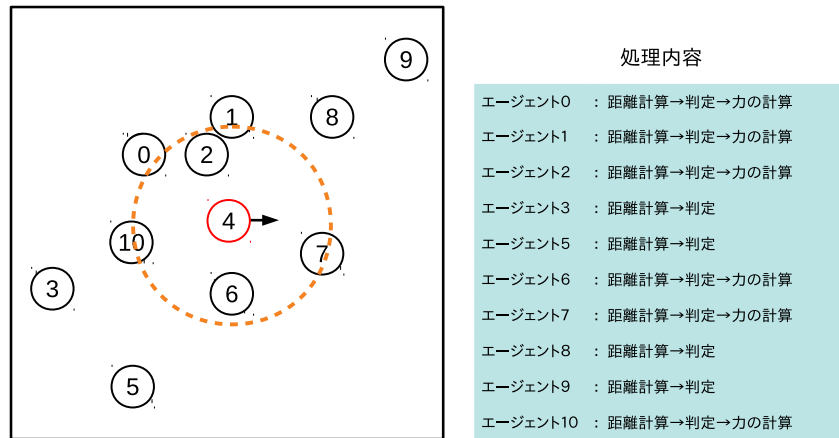 9
1
8
0
2
4
10
7
3
6
5
処理内容
エージェント0 : 距離計算→判定→力の計算
エージェント1 : 距離計算→判定→力の計算
エージェント2 : 距離計算→判定→力の計算
エージェント3 : 距離計算→判定
エージェント5 : 距離計算→判定
エージェント6 : 距離計算→判定→力の計算
エージェント7 : 距離計算→判定→力の計算
エージェント8 : 距離計算→判定
エージェント9 : 距離計算→判定
エージェント10 : 距離計算→判定→力の計算